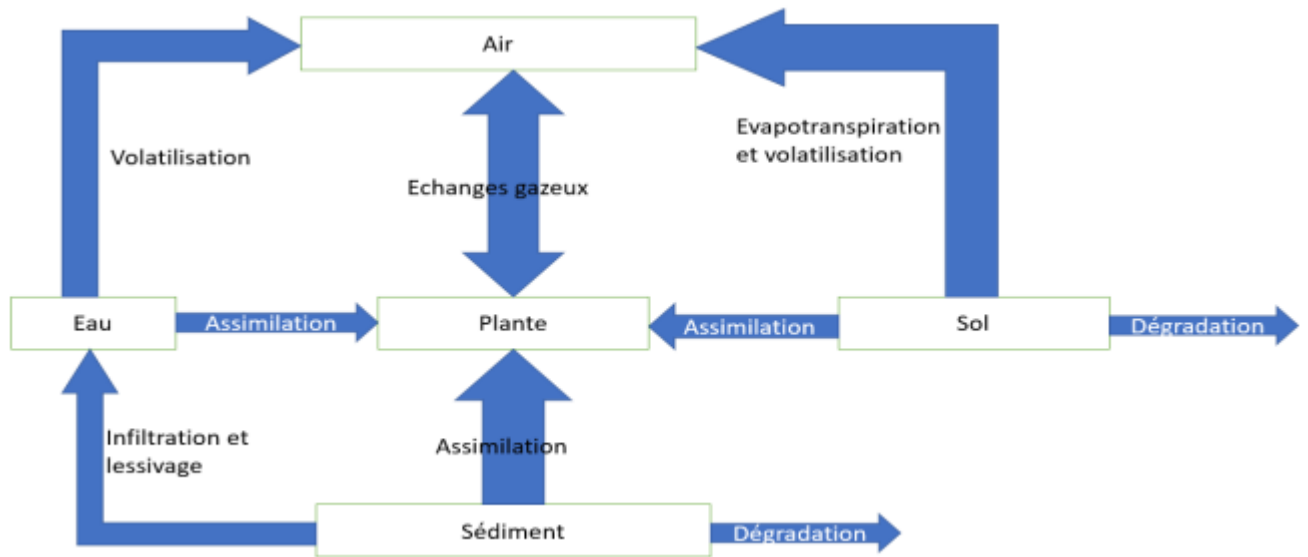 Air
Volatilisation
Echanges gazeux
Evapotranspiration
et volatilisation
Eau
Assimilation
Plante
Assimilation
Sol
Dégradation
Infiltration et
lessivage
Assimilation
Sédiment
Dégradation